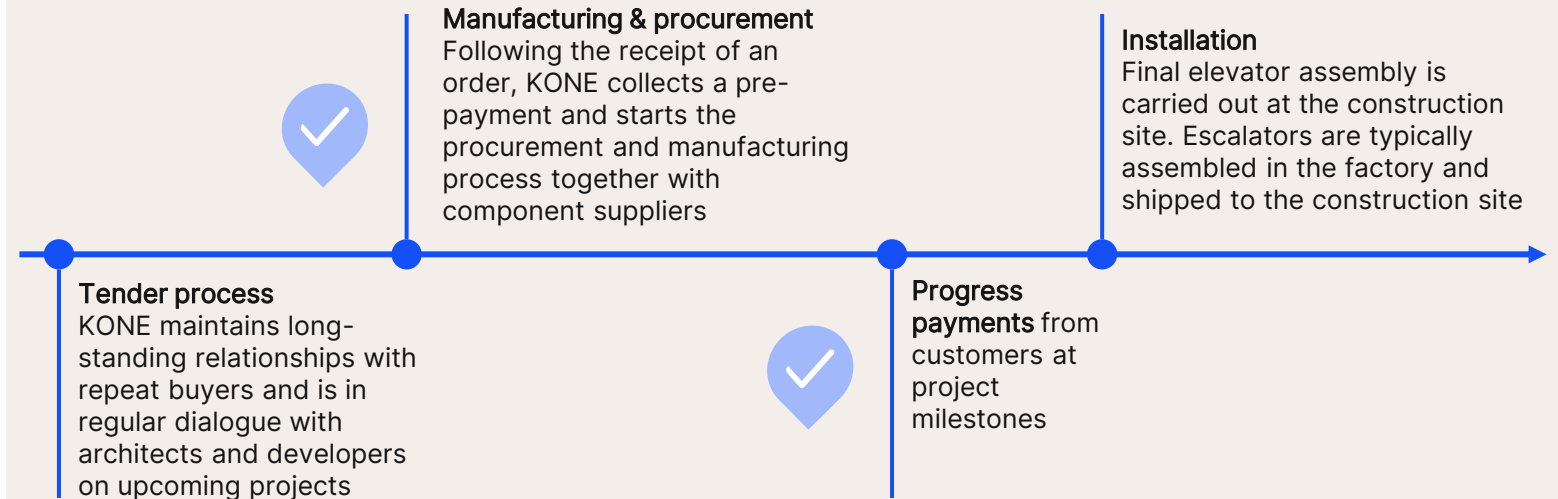 Manufacturing & procurement
Following the receipt of an
order, KONE collects a pre-
payment and starts the
procurement and manufacturing
process together with
component suppliers
Installation
Final elevator assembly is
carried out at the construction
site. Escalators are typically
assembled in the factory and
shipped to the construction site
Tender process
KONE maintains long-
standing relationships with
repeat buyers and is in
regular dialogue with
architects and developers
on upcoming projects
Progress
payments from
customers at
project
milestones